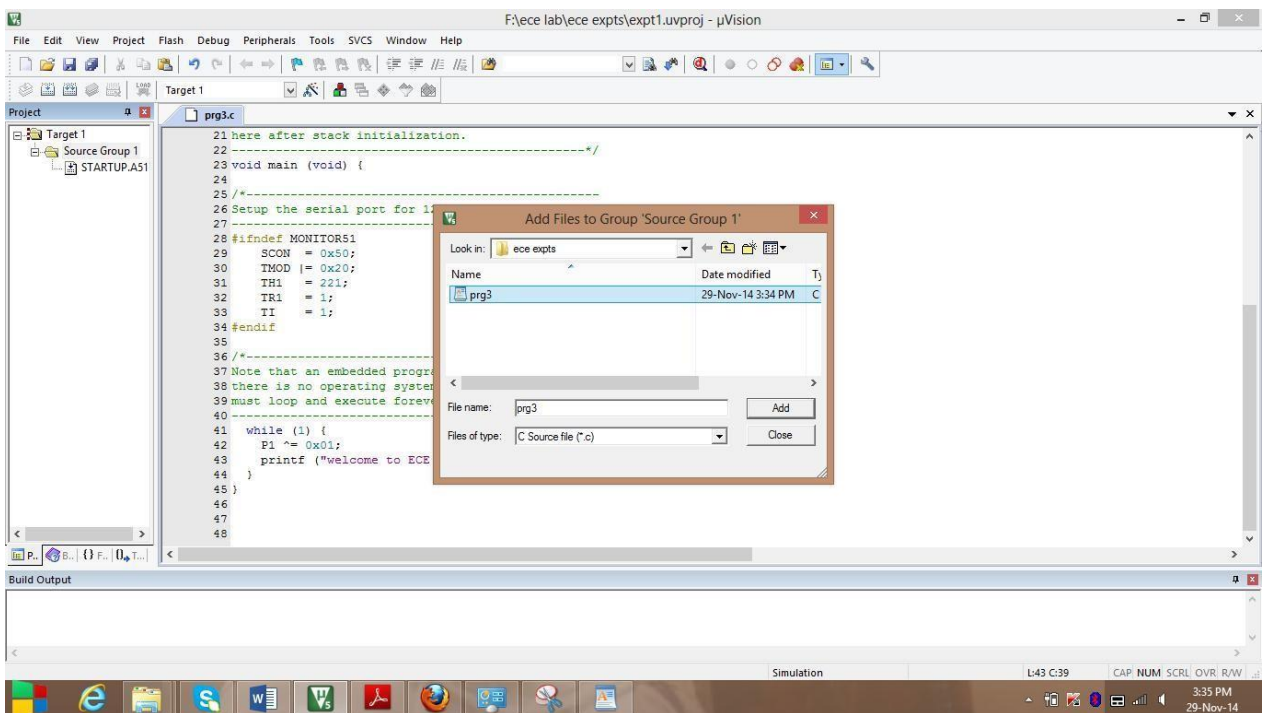 F:\ece lab\ece expts\expt1.uvproj - µVision
File Edit View Project Flash Debug Peripherals Tools SVCS Window Help
Target 1
Project
prg3.c
Target 1
Source Group 1
STARTUP.A51
21 here after stack initialization.
22 ------------------------------------------------*/
23 void main (void) {
24
25 /*------------------------------------------------
26 Setup the serial port for 12
27 ----------------------------
28 #ifndef MONITOR51
29 SCON = 0x50;
30 TMOD |= 0x20;
31 TH1 = 221;
32 TR1 = 1;
33 TI = 1;
34 #endif
35
36 /*--------------------------
37 Note that an embedded progra
38 there is no operating system
39 must loop and execute foreve
40 ----------------------------
41 while (1) {
42 P1 ^= 0x01;
43 printf ("welcome to ECE
44 }
45 }
46
47
48
Add Files to Group 'Source Group 1'
Look in: ece expts
Name Date modified Ty
prg3 29-Nov-14 3:34 PM C
File name: prg3 Add
Files of type: C Source file (*.c) Close
P... B... {} F... 0 T...
Build Output
Simulation L:43 C:39 CAP NUM SCRL OVR R/W
3:35 PM
29-Nov-14